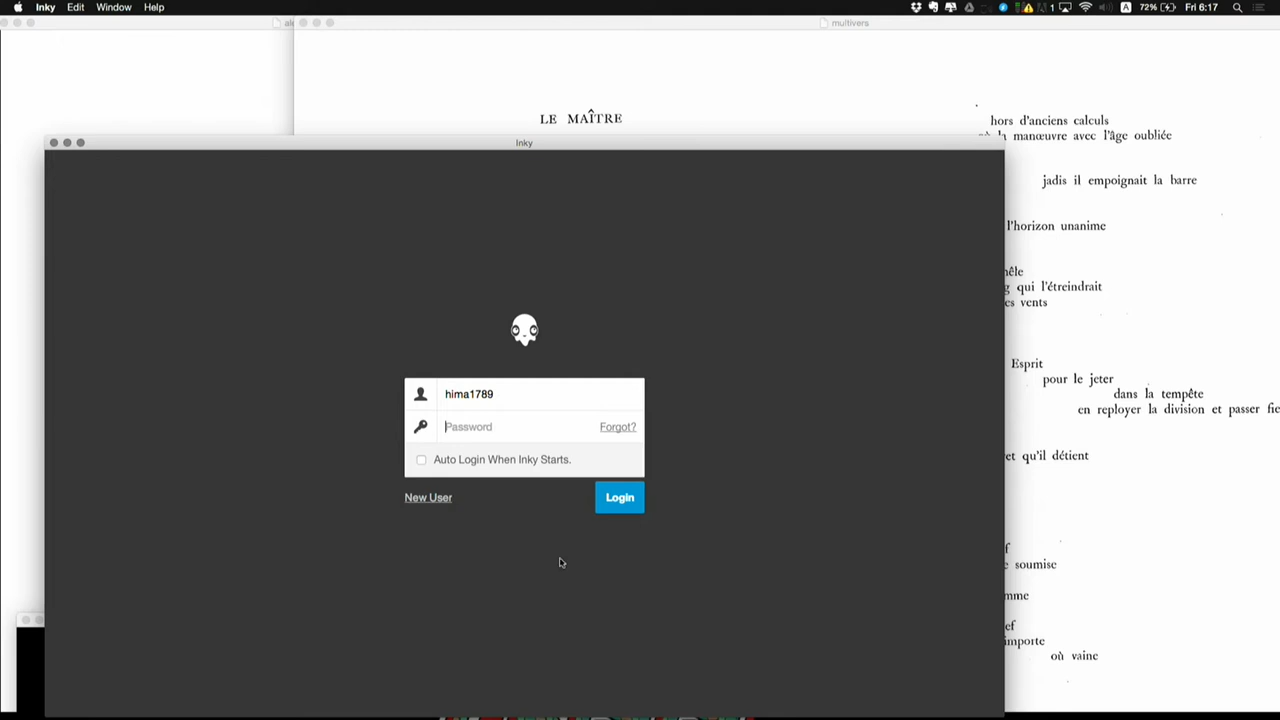 Inky Edit Window Help
1 72% Fri 6:17
multivers
LE MAÎTRE
hors d'anciens calculs
la manœuvre avec l'âge oubliée
jadis il empoignait la barre
l'horizon unanime
qui l'étreindrait
vents
Esprit
pour le jeter
dans la tempête
en reployer la division et passer
et qu'il détient
soumise
importe
où vaine
Inky
hima1789
Password Forgot?
Auto Login When Inky Starts.
New User Login